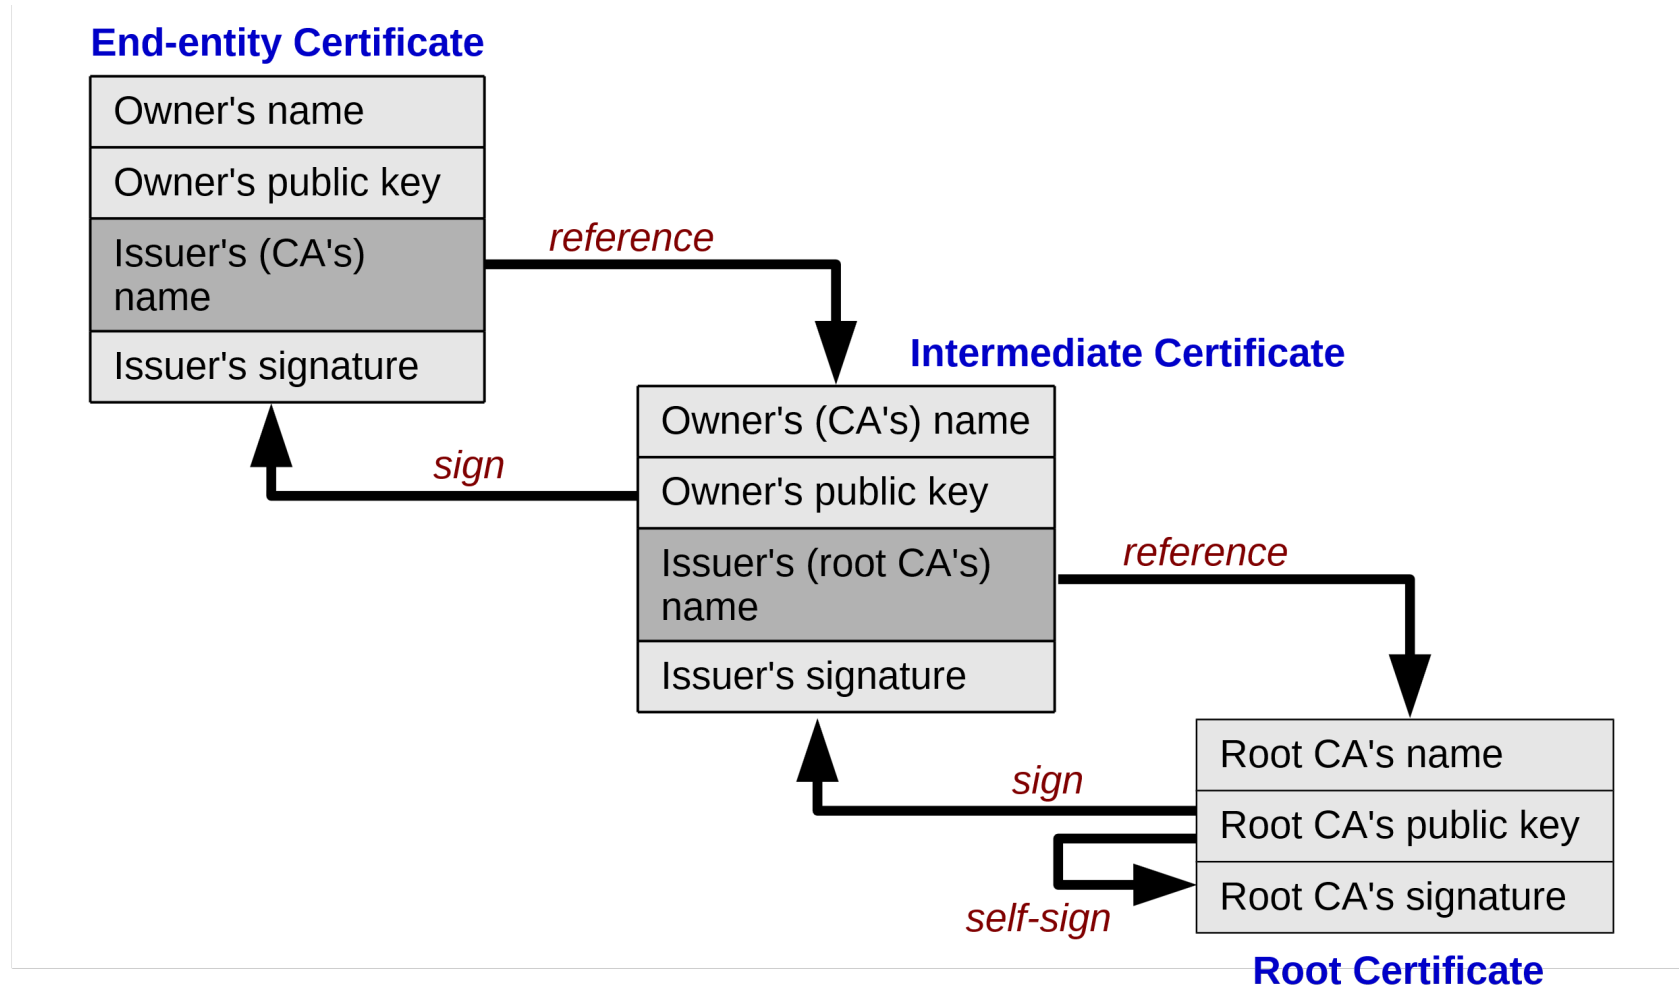 End-entity Certificate
Owner's name
Owner's public key
Issuer's (CA's)
name
Issuer's signature
reference
sign
Intermediate Certificate
Owner's (CA's) name
Owner's public key
Issuer's (root CA's)
name
Issuer's signature
reference
sign
self-sign
Root CA's name
Root CA's public key
Root CA's signature
Root Certificate